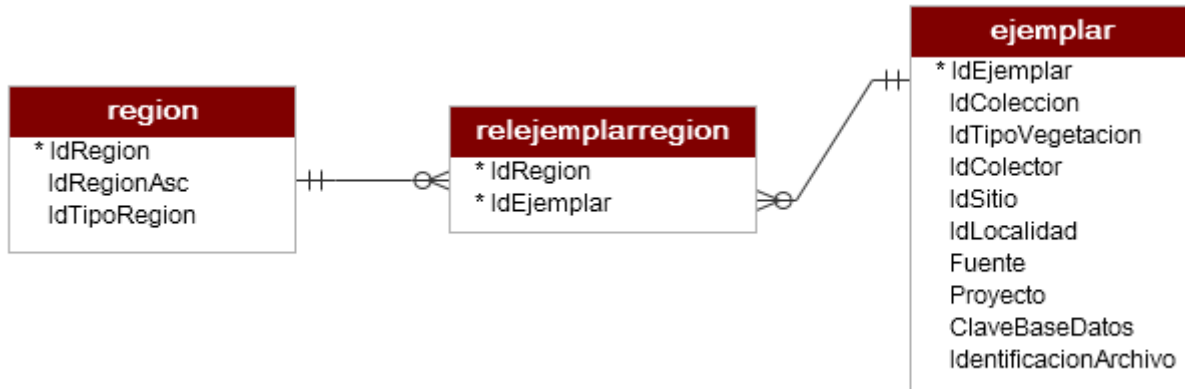 region
* IdRegion
IdRegionAsc
IdTipoRegion
relejemplarregion
* IdRegion
* IdEjemplar
ejemplar
* IdEjemplar
IdColeccion
IdTipoVegetacion
IdColector
IdSitio
IdLocalidad
Fuente
Proyecto
ClaveBaseDatos
IdentificacionArchivo